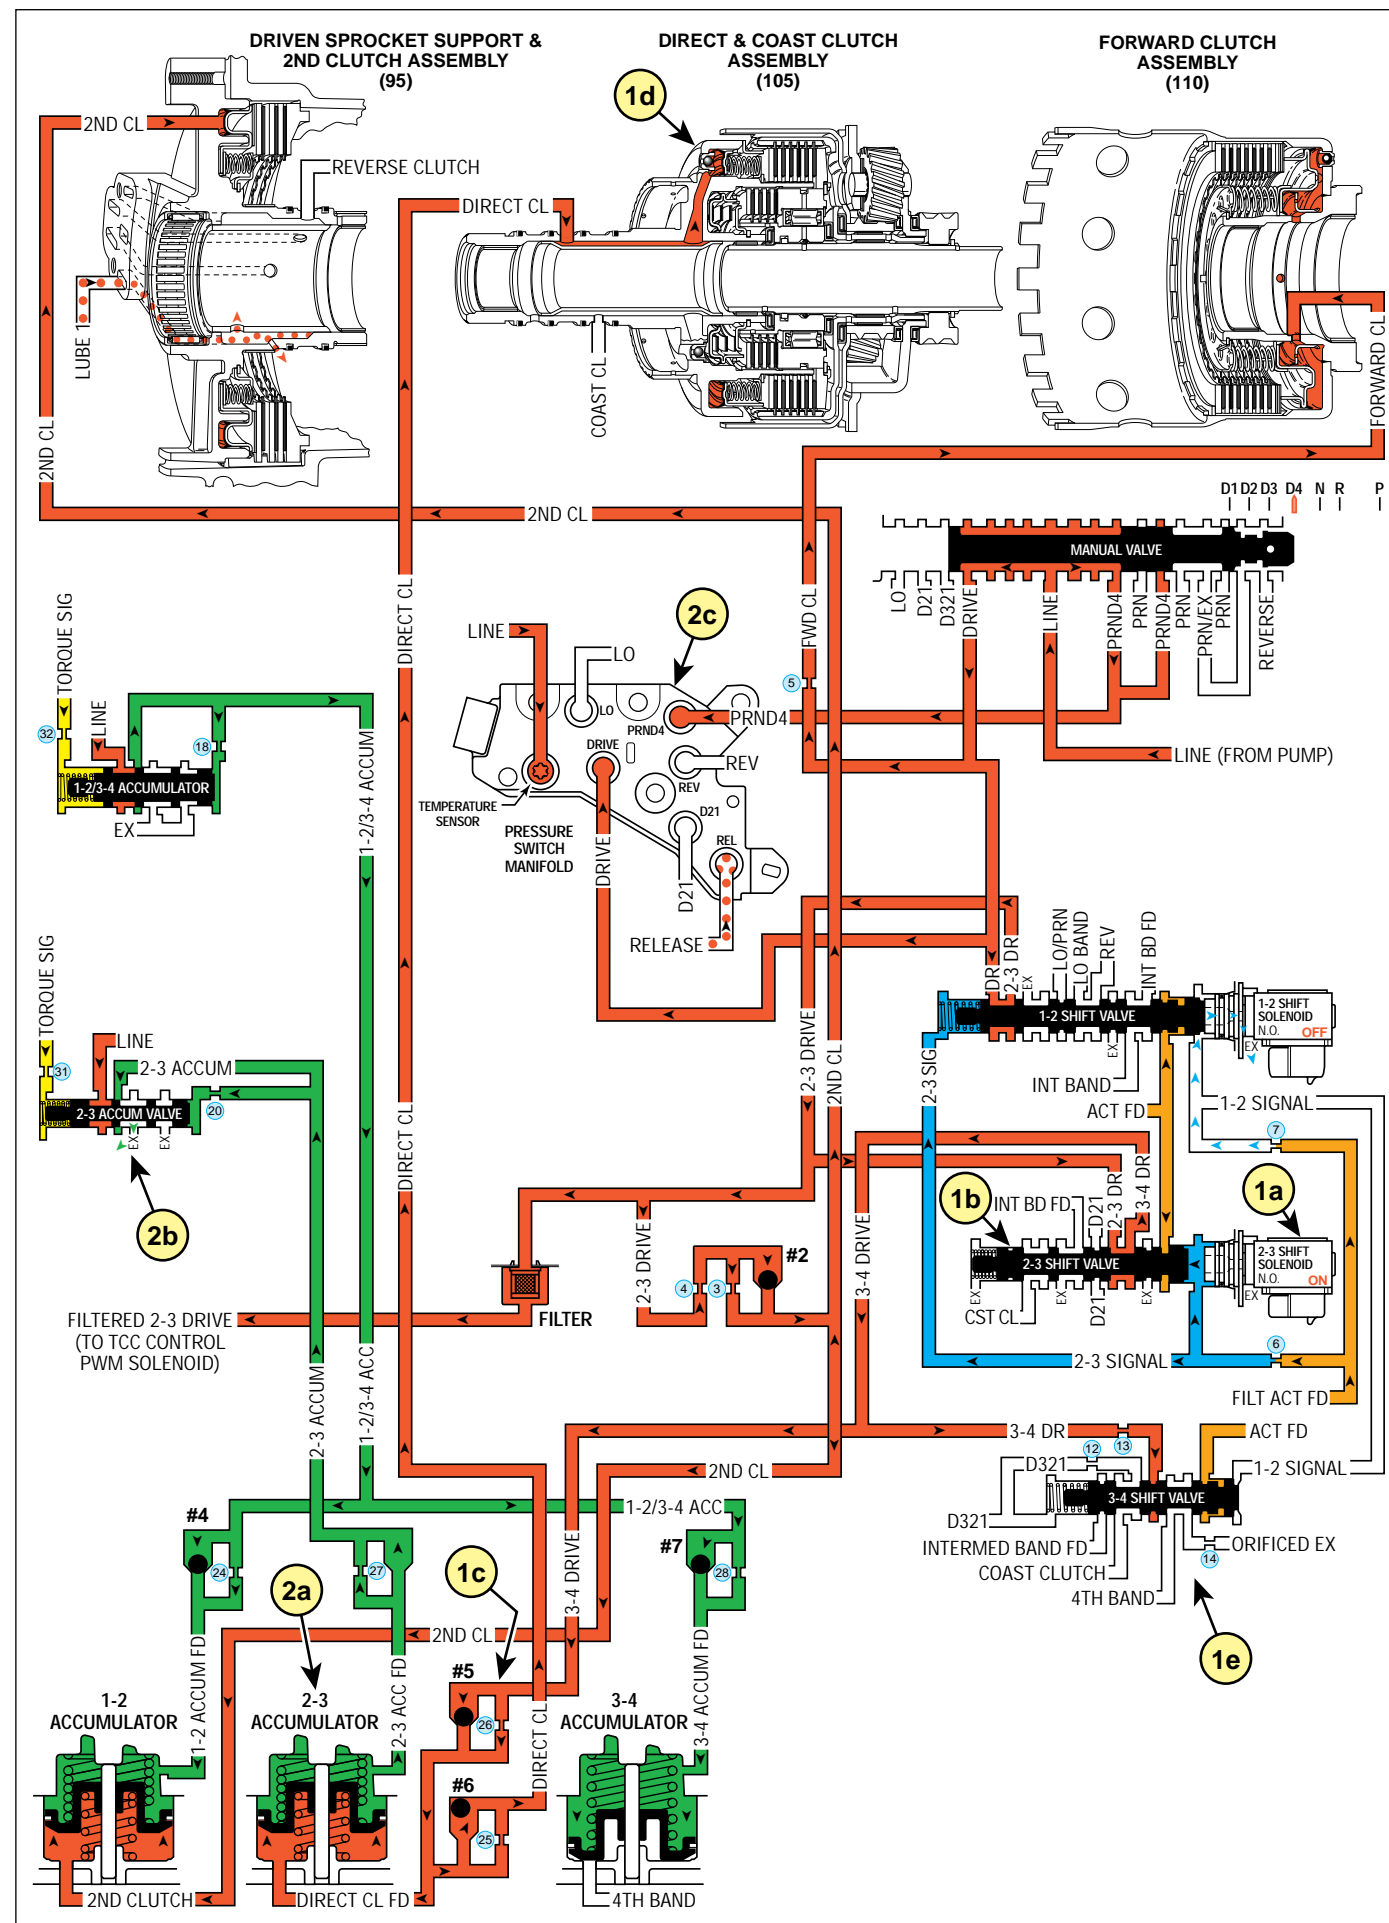 DRIVEN SPROCKET SUPPORT &
2ND CLUTCH ASSEMBLY
(95)
DIRECT & COAST CLUTCH
ASSEMBLY
(105)
FORWARD CLUTCH
ASSEMBLY
(110)
1d
2ND CL
REVERSE CLUTCH
DIRECT CL
LUBE 1
COAST CL
FORWARD CL
2ND CL
2ND CL
D1 D2 D3 D4 N R P
MANUAL VALVE
LO
D21
D321
DRIVE
LINE
PRND4
PRN
PRND4
PRN
PRN/EX
PRN
REVERSE
DIRECT CL
FWD CL
2c
LINE
LO
TORQUE SIG
5
LO
PRND4
PRND4
32
LINE
18
DRIVE
REV
REV
LINE (FROM PUMP)
1-2/3-4 ACCUMULATOR
EX
1-2/3-4 ACCUM
TEMPERATURE
SENSOR
PRESSURE
SWITCH
MANIFOLD
D21
REL
DRIVE
D21
RELEASE
TORQUE SIG
DR
2-3 DR
EX
LO/PRN
LO BAND
REV
INT BD FD
1-2 SHIFT VALVE
1-2 SHIFT
SOLENOID
N.O. OFF
EX
EX
LINE
2-3 ACCUM
31
20
2-3 ACCUM VALVE
EX
EX
2b
DIRECT CL
2-3 DRIVE
2ND CL
2-3 SIG
INT BAND
ACT FD
1-2 SIGNAL
7
1b
INT BD FD
D21
2-3 DR
3-4 DR
1a
2-3 SHIFT VALVE
2-3 SHIFT
SOLENOID
N.O. ON
EX
EX
EX
D21
EX
CST CL
#2
4
3
2-3 DRIVE
3-4 DRIVE
FILTER
FILTERED 2-3 DRIVE
(TO TCC CONTROL
PWM SOLENOID)
6
2-3 SIGNAL
FILT ACT FD
2-3 ACCUM
1-2/3-4 ACC
3-4 DR
13
12
ACT FD
D321
1-2 SIGNAL
2ND CL
3-4 SHIFT VALVE
D321
1-2/3-4 ACC
#4
#7
INTERMED BAND FD
14
ORIFICED EX
COAST CLUTCH
4TH BAND
24
27
28
2a
1c
3-4 DRIVE
1e
2ND CL
1-2 ACCUM FD
2-3 ACC FD
#5
26
3-4 ACCUM FD
1-2
ACCUMULATOR
2-3
ACCUMULATOR
3-4
ACCUMULATOR
DIRECT CL
#6
25
2ND CLUTCH
DIRECT CL FD
4TH BAND